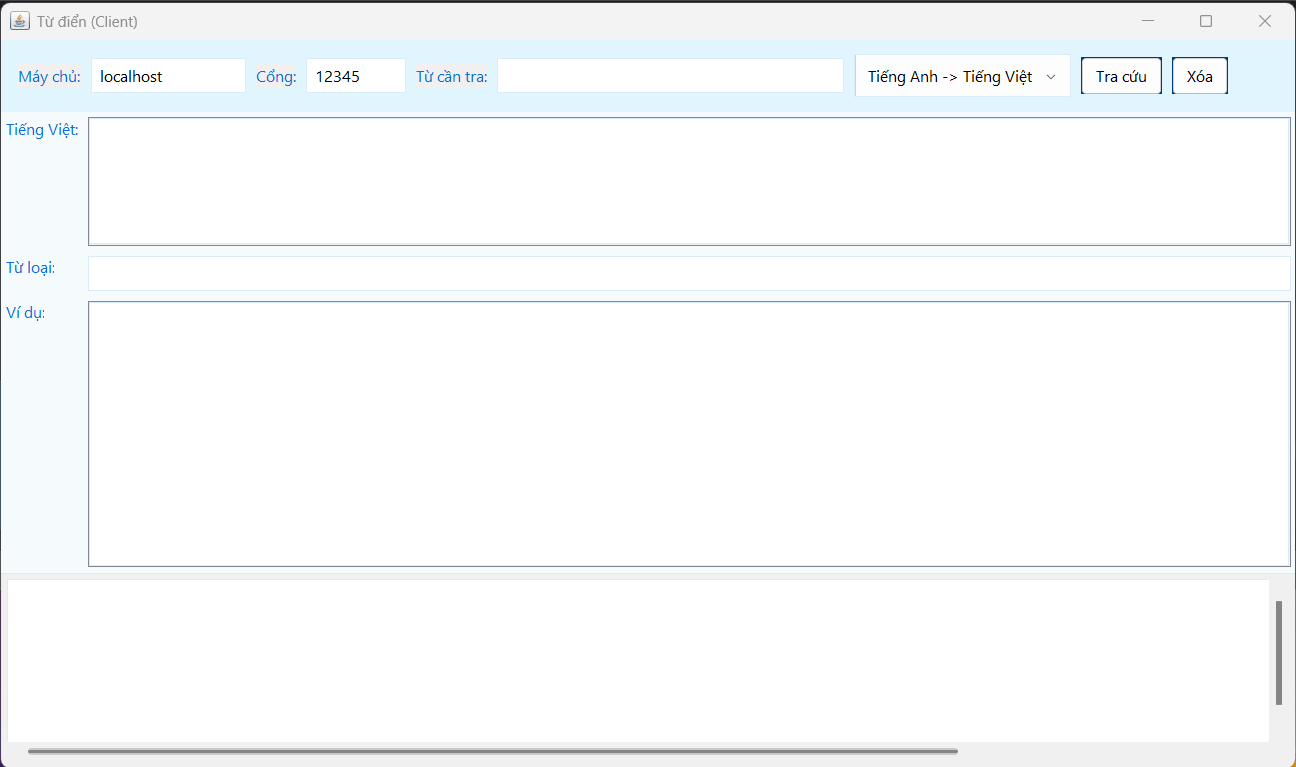 Từ điển (Client)
Máy chủ: localhost Cổng: 12345 Từ cần tra: Tiếng Anh -> Tiếng Việt Tra cứu Xóa
Tiếng Việt:
Từ loại:
Ví dụ: